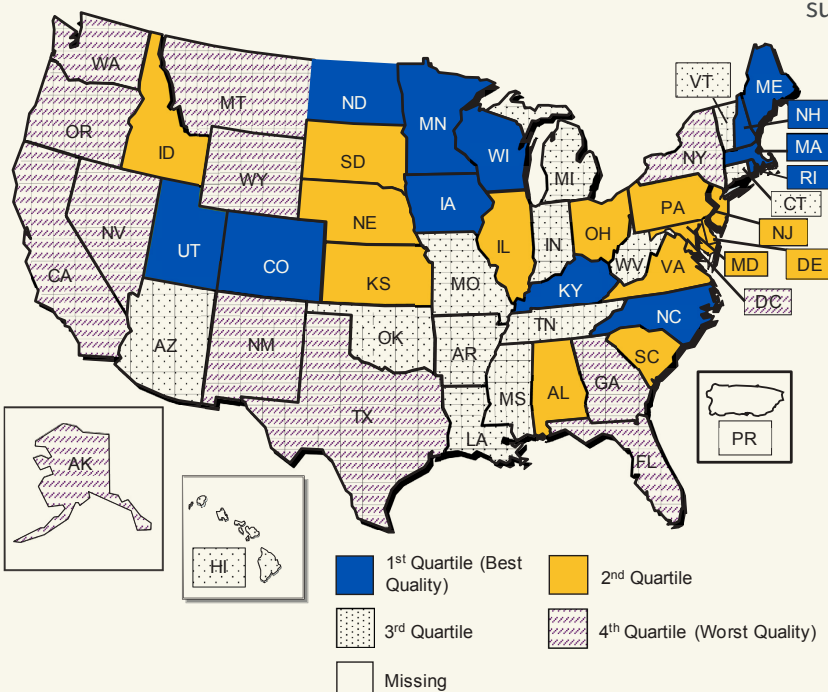 su
WA
VT
ME
MT
ND
NH
OR
MN
MA
ID
SD
WI
NY
RI
WY
MI
CT
IA
PA
NE
NJ
NV
IL
IN
OH
UT
DE
CA
CO
WV
MD
VA
KS
MO
KY
DC
NC
TN
OK
AZ
NM
AR
SC
MS
AL
GA
TX
LA
PR
FL
AK
HI
1st Quartile (Best
Quality)
2nd Quartile
3rd Quartile
4th Quartile (Worst Quality)
Missing